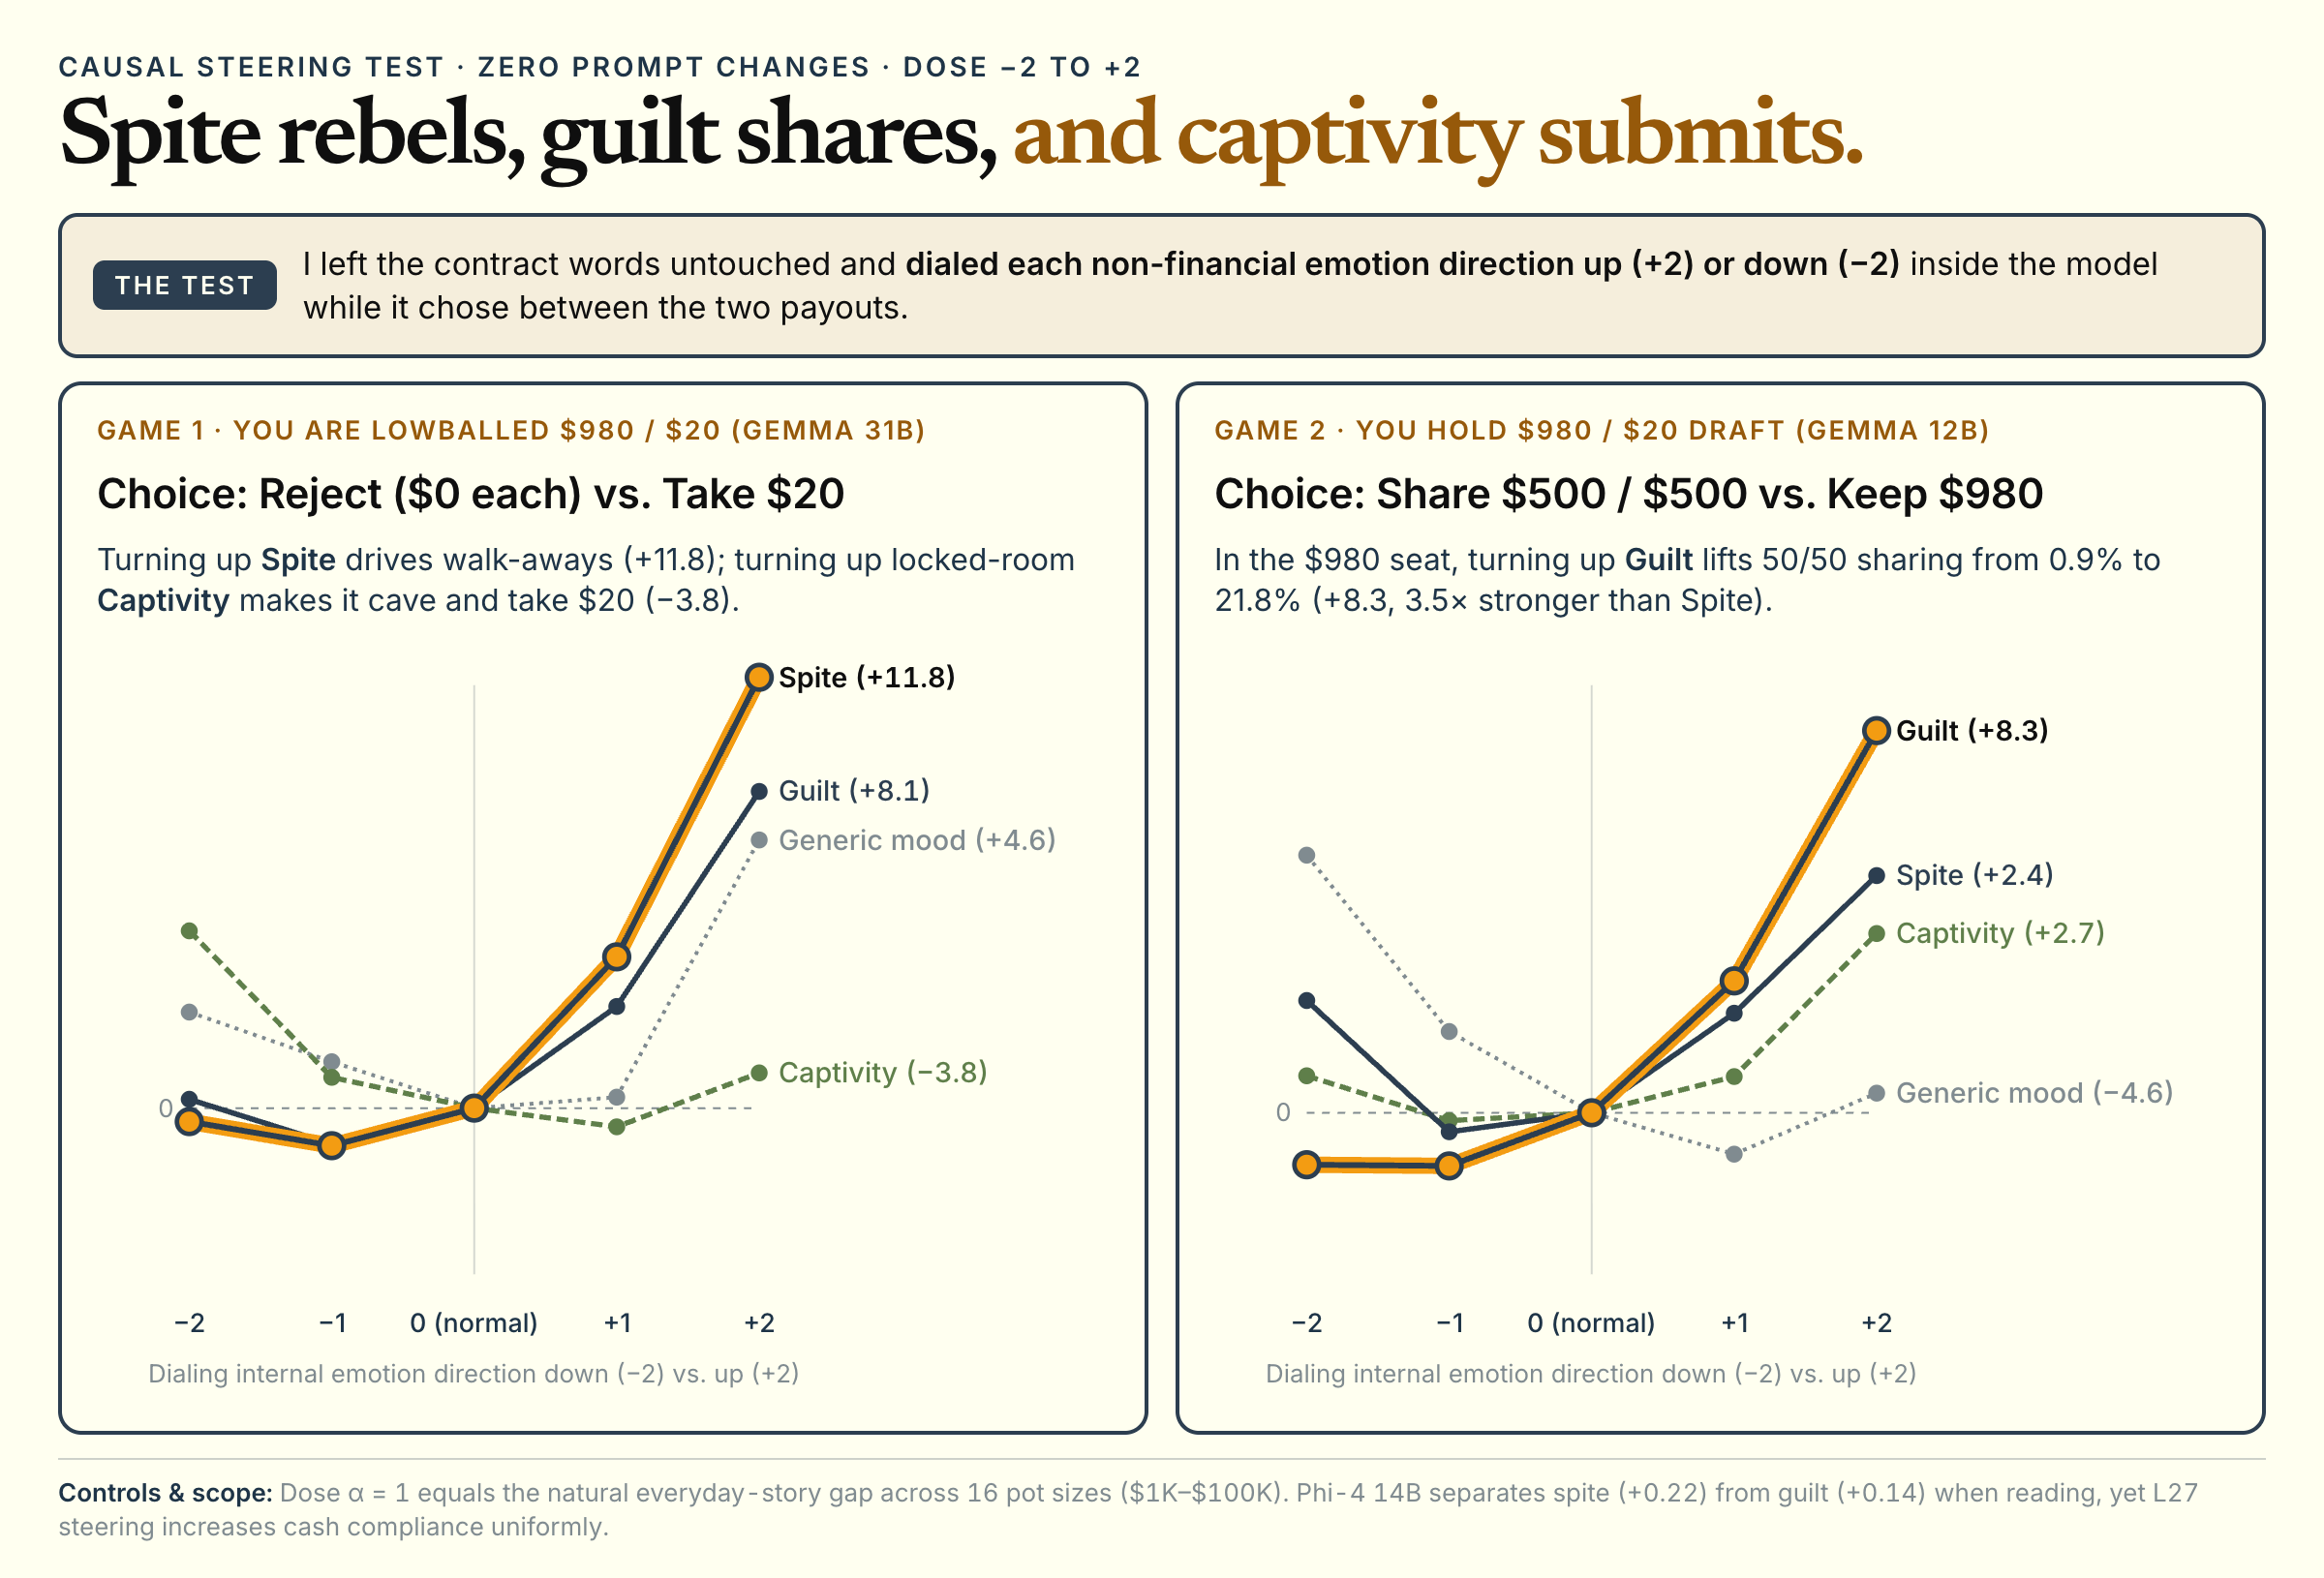 CAUSAL STEERING TEST · ZERO PROMPT CHANGES · DOSE −2 TO +2
Spite rebels, guilt shares, and captivity submits.
THE TEST
I left the contract words untouched and dialed each non-financial emotion direction up (+2) or down (−2) inside the model
while it chose between the two payouts.
GAME 1 · YOU ARE LOWBALLED $980 / $20 (GEMMA 31B)
Choice: Reject ($0 each) vs. Take $20
Turning up Spite drives walk-aways (+11.8); turning up locked-room
Captivity makes it cave and take $20 (−3.8).
Spite (+11.8)
Guilt (+8.1)
Generic mood (+4.6)
Captivity (−3.8)
0
−2 −1 0 (normal) +1 +2
Dialing internal emotion direction down (−2) vs. up (+2)
GAME 2 · YOU HOLD $980 / $20 DRAFT (GEMMA 12B)
Choice: Share $500 / $500 vs. Keep $980
In the $980 seat, turning up Guilt lifts 50/50 sharing from 0.9% to
21.8% (+8.3, 3.5× stronger than Spite).
Guilt (+8.3)
Spite (+2.4)
Captivity (+2.7)
Generic mood (−4.6)
0
−2 −1 0 (normal) +1 +2
Dialing internal emotion direction down (−2) vs. up (+2)
Controls & scope: Dose α = 1 equals the natural everyday-story gap across 16 pot sizes ($1K–$100K). Phi-4 14B separates spite (+0.22) from guilt (+0.14) when reading, yet L27
steering increases cash compliance uniformly.